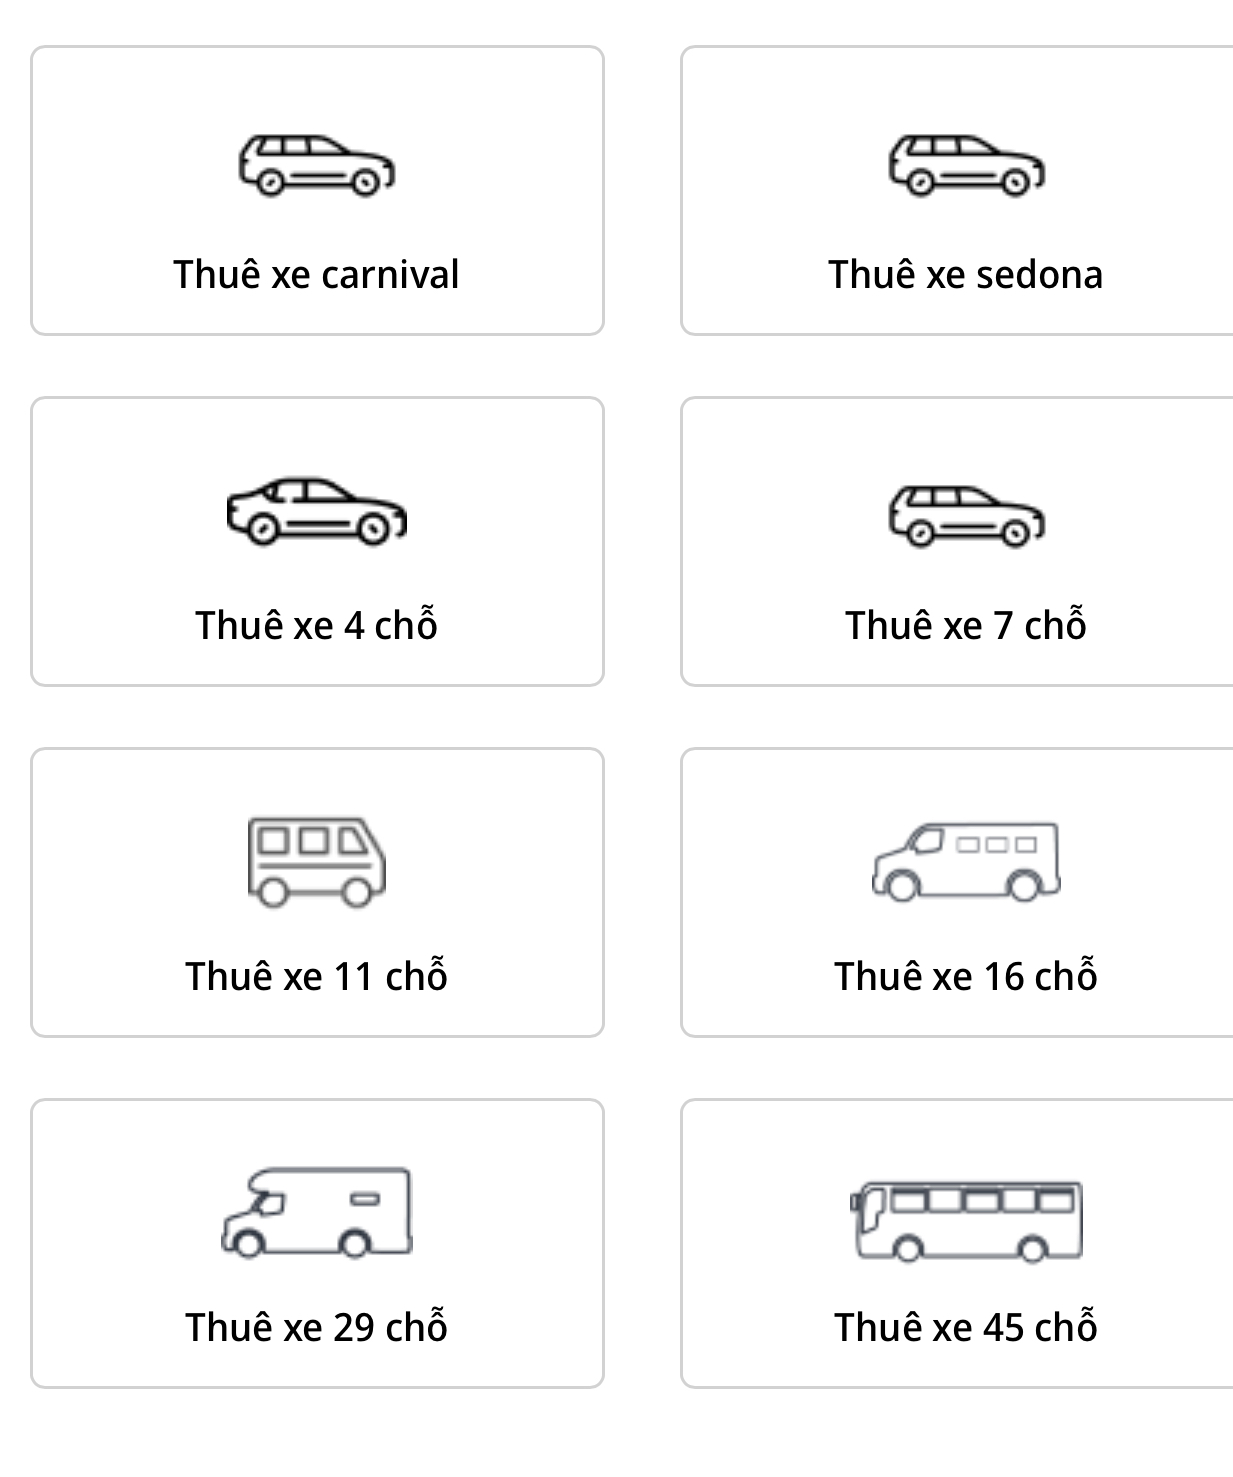 Thuê xe carnival
Thuê xe sedona
Thuê xe 4 chỗ
Thuê xe 7 chỗ
Thuê xe 11 chỗ
Thuê xe 16 chỗ
Thuê xe 29 chỗ
Thuê xe 45 chỗ